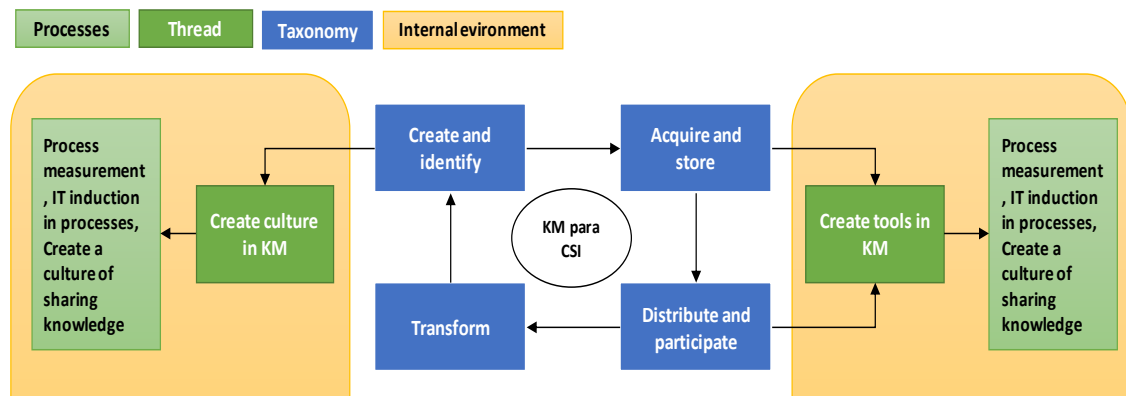 Processes
Thread
Taxonomy
Internal evironment
Process
measurement
, IT induction
in processes,
Create a
culture of
sharing
knowledge
Create culture
in KM
Create and
identify
Acquire and
store
KM para
CSI
Transform
Distribute and
participate
Create tools in
KM
Process
measurement
, IT induction
in processes,
Create a
culture of
sharing
knowledge